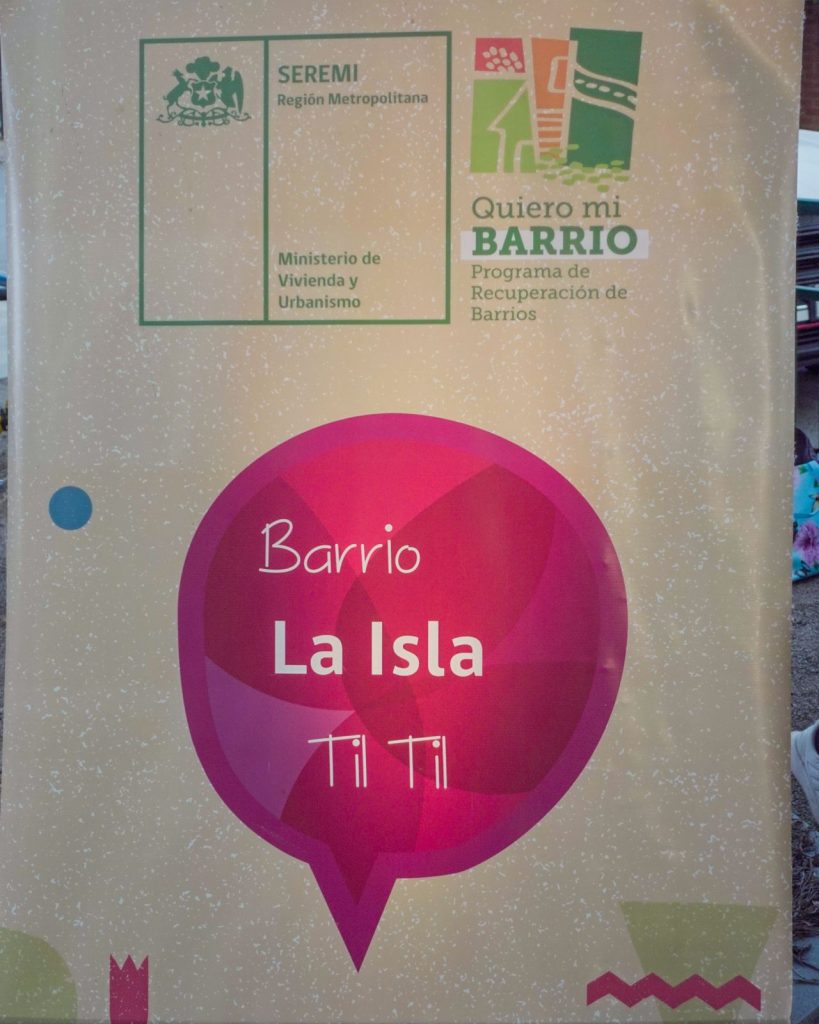 SEREMI
Región Metropolitana
Ministerio de
Vivienda y
Urbanismo
Quiero mi
BARRIO
Programa de
Recuperación de
Barrios
Barrio
La Isla
Til Til